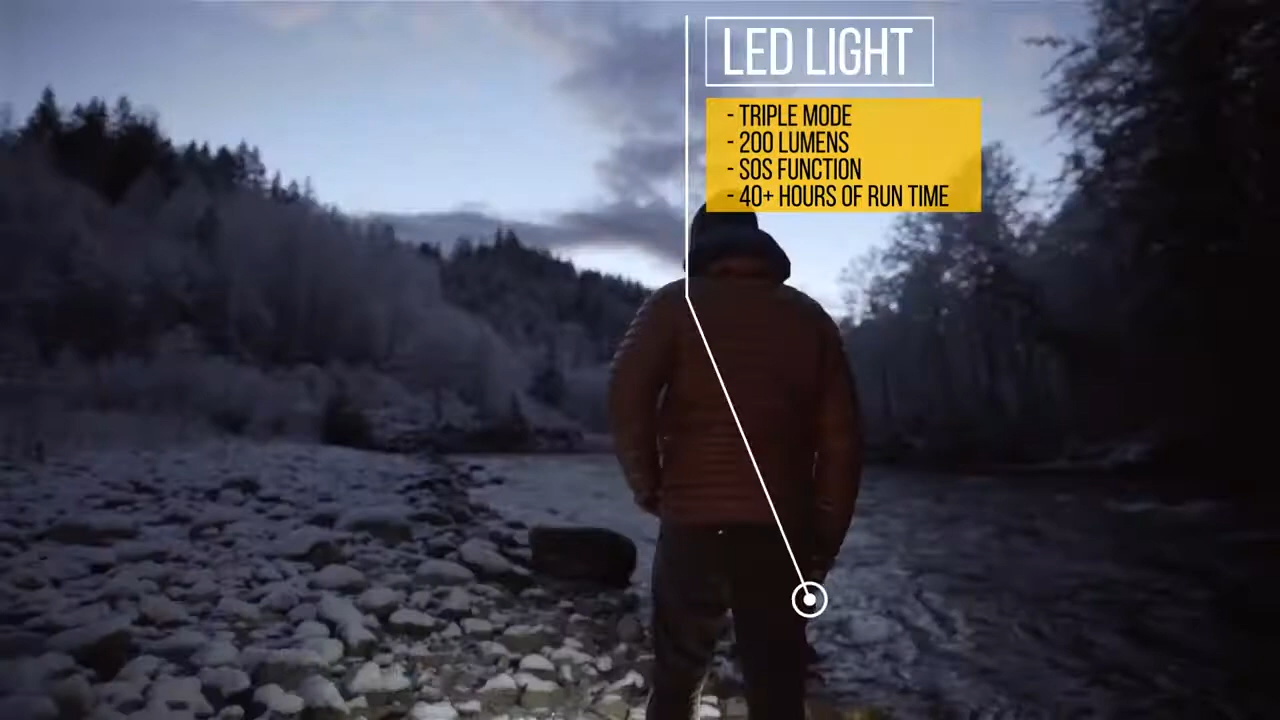 LED LIGHT
- TRIPLE MODE
- 200 LUMENS
- SOS FUNCTION
- 40+ HOURS OF RUN TIME